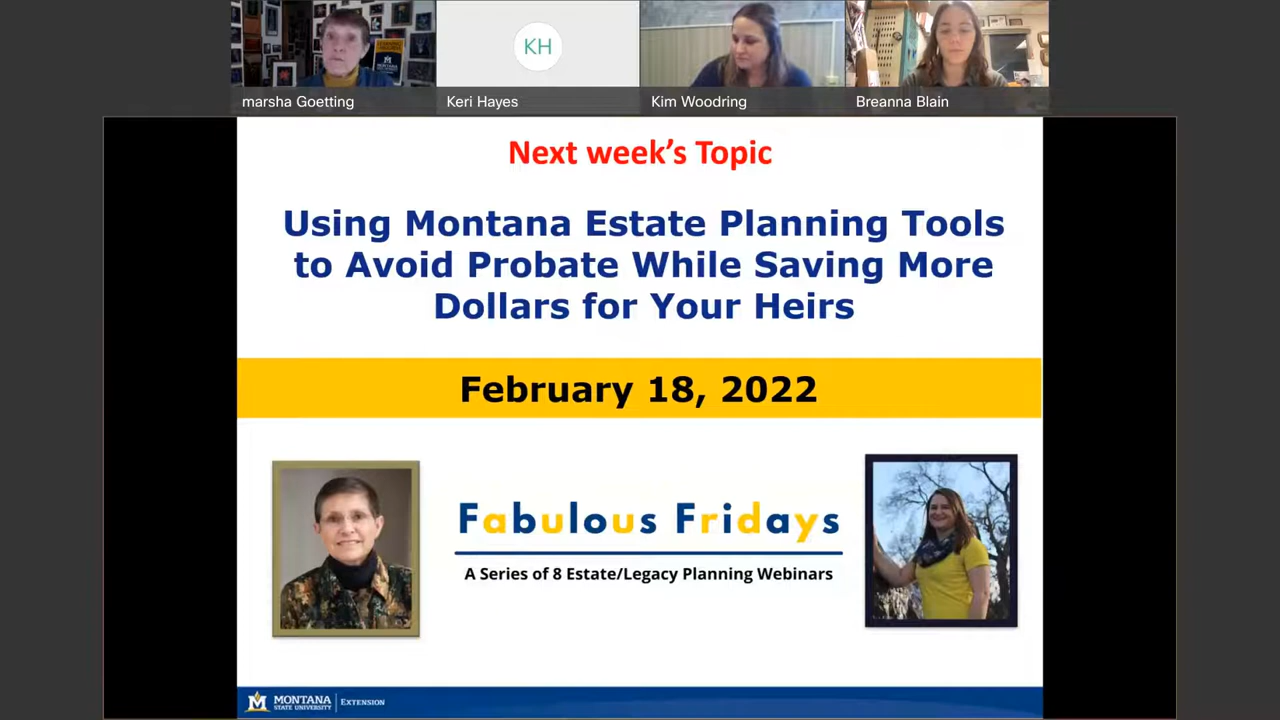 KH
marsha Goetting
Keri Hayes
Kim Woodring
Breanna Blain
Next week's Topic
Using Montana Estate Planning Tools
to Avoid Probate While Saving More
Dollars for Your Heirs
February 18, 2022
Fabulous Fridays
A Series of 8 Estate/Legacy Planning Webinars
MONTANA
STATE UNIVERSITY
EXTENSION